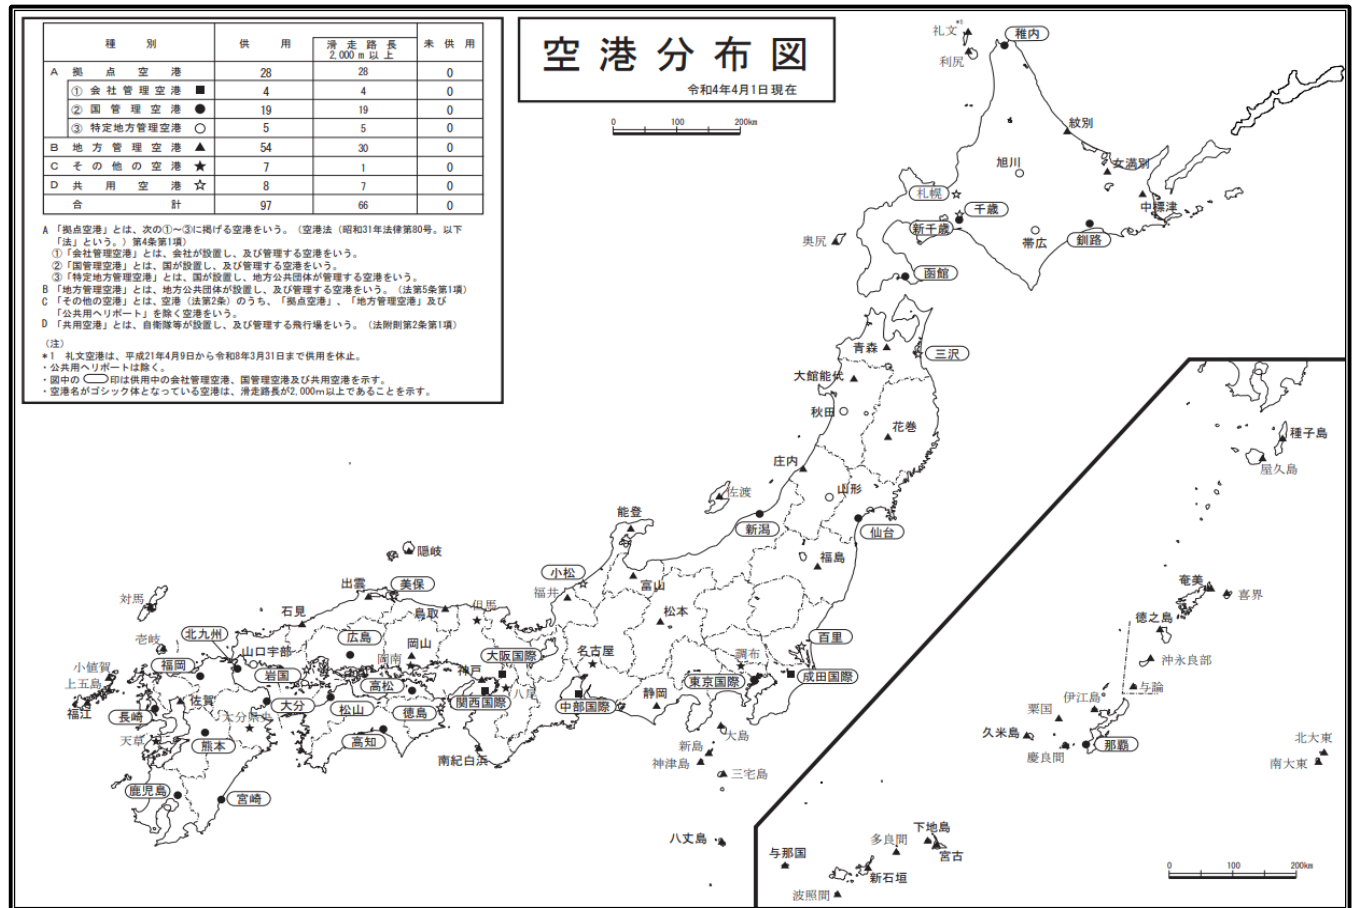 空港分布図
令和4年4月1日現在
0 100 200km
種別 供用 滑走路長2,000m以上 未供用
A 拠点空港 28 28 0
① 会社管理空港 ■ 4 4 0
② 国管理空港 ● 19 19 0
③ 特定地方管理空港 ○ 5 5 0
B 地方管理空港 ▲ 54 30 0
C その他の空港 ★ 7 1 0
D 共用空港 ☆ 8 7 0
合計 97 66 0
A 「拠点空港」とは、次の①～③に掲げる空港をいう。(空港法(昭和31年法律第80号。以下
「法」という。)第4条第1項)
①「会社管理空港」とは、会社が設置し、及び管理する空港をいう。
②「国管理空港」とは、国が設置し、及び管理する空港をいう。
③「特定地方管理空港」とは、国が設置し、地方公共団体が管理する空港をいう。
B 「地方管理空港」とは、地方公共団体が設置し、及び管理する空港をいう。(法第5条第1項)
C 「その他の空港」とは、空港(法第2条)のうち、「拠点空港」、「地方管理空港」及び
「公共用ヘリポート」を除く空港をいう。
D 「共用空港」とは、自衛隊等が設置し、及び管理する飛行場をいう。(法附則第2条第1項)
(注)
*1 礼文空港は、平成21年4月9日から令和8年3月31日まで供用を休止。
・公共用ヘリポートは除く。
・図中の 印は供用中の会社管理空港、国管理空港及び共用空港を示す。
・空港名がゴシック体となっている空港は、滑走路長が2,000m以上であることを示す。
礼文*1
稚内
利尻
紋別
旭川
女満別
札幌
中標津
千歳
新千歳
帯広
釧路
奥尻
函館
青森
三沢
大館能代
秋田
花巻
庄内
山形
佐渡
能登
新潟
仙台
福島
隠岐
小松
富山
福井
出雲
美保
対馬
石見
鳥取
但馬
松本
北九州
壱岐
山口宇部
広島
岡山
百里
小値賀
福岡
岩国
岡南
大阪国際
名古屋
調布
上五島
神戸
高松
八尾
東京国際
成田国際
福江
佐賀
大分
松山
徳島
関西国際
中部国際
静岡
長崎
大分県央
大島
天草
熊本
高知
南紀白浜
新島
神津島
三宅島
鹿児島
宮崎
八丈島
種子島
屋久島
奄美
喜界
徳之島
沖永良部
与論
伊江島
粟国
久米島
慶良間
那覇
北大東
南大東
下地島
多良間
宮古
与那国
新石垣
波照間
0 100 200km